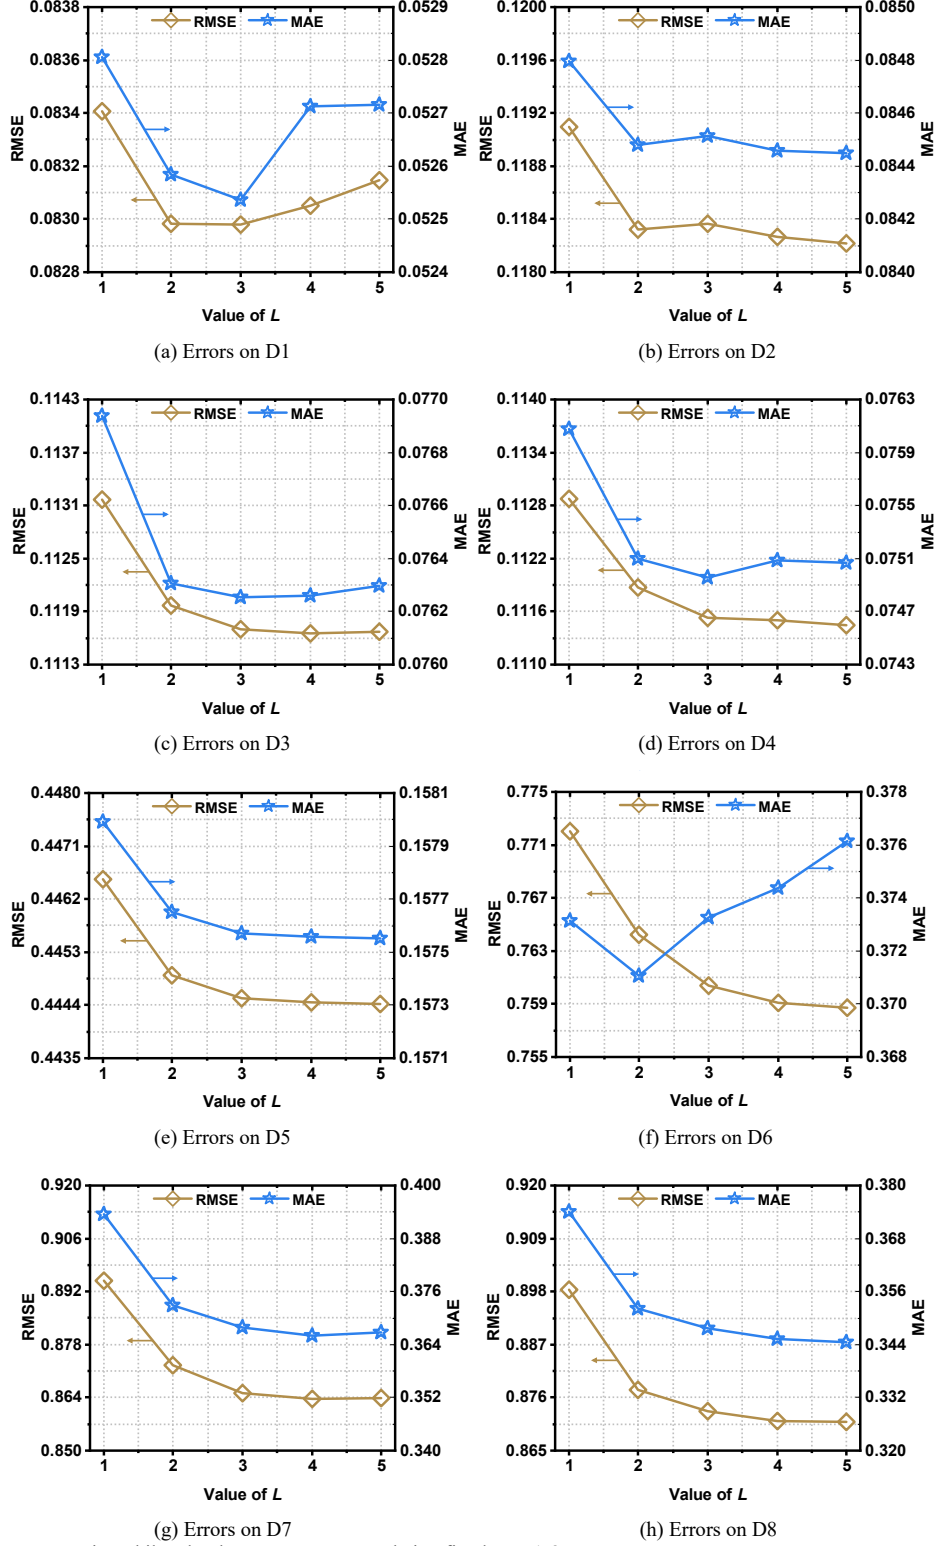 RMSE MAE
0.0838
0.0836
0.0834
0.0832
0.0830
0.0828
RMSE
0.0529
0.0528
0.0527
0.0526
0.0525
0.0524
MAE
1 2 3 4 5
Value of L
(a) Errors on D1
RMSE MAE
0.1200
0.1196
0.1192
0.1188
0.1184
0.1180
RMSE
0.0850
0.0848
0.0846
0.0844
0.0842
0.0840
MAE
1 2 3 4 5
Value of L
(b) Errors on D2
RMSE MAE
0.1143
0.1137
0.1131
0.1125
0.1119
0.1113
RMSE
0.0770
0.0768
0.0766
0.0764
0.0762
0.0760
MAE
1 2 3 4 5
Value of L
(c) Errors on D3
RMSE MAE
0.1140
0.1134
0.1128
0.1122
0.1116
0.1110
RMSE
0.0763
0.0759
0.0755
0.0751
0.0747
0.0743
MAE
1 2 3 4 5
Value of L
(d) Errors on D4
RMSE MAE
0.4480
0.4471
0.4462
0.4453
0.4444
0.4435
RMSE
0.1581
0.1579
0.1577
0.1575
0.1573
0.1571
MAE
1 2 3 4 5
Value of L
(e) Errors on D5
RMSE MAE
0.775
0.771
0.767
0.763
0.759
0.755
RMSE
0.378
0.376
0.374
0.372
0.370
0.368
MAE
1 2 3 4 5
Value of L
(f) Errors on D6
RMSE MAE
0.920
0.906
0.892
0.878
0.864
0.850
RMSE
0.400
0.388
0.376
0.364
0.352
0.340
MAE
1 2 3 4 5
Value of L
(g) Errors on D7
RMSE MAE
0.920
0.909
0.898
0.887
0.876
0.865
RMSE
0.380
0.368
0.356
0.344
0.332
0.320
MAE
1 2 3 4 5
Value of L
(h) Errors on D8